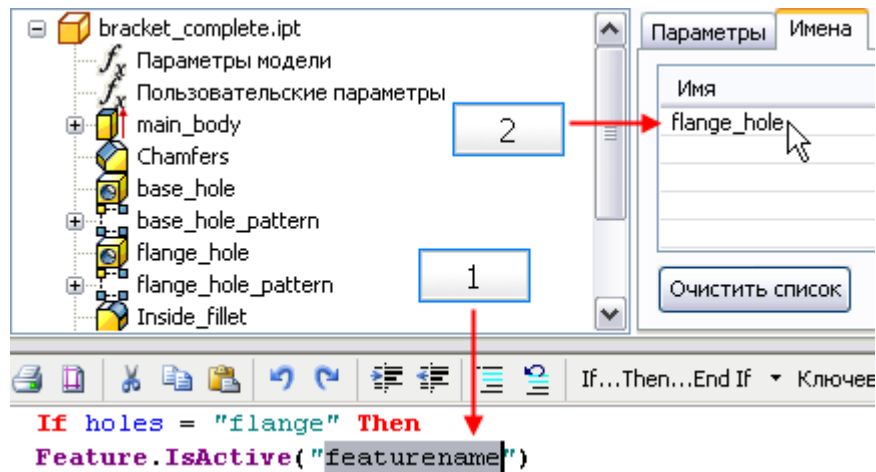 bracket_complete.ipt
Параметры модели
Пользовательские параметры
main_body
Chamfers
base_hole
base_hole_pattern
flange_hole
flange_hole_pattern
Inside_fillet
2
1
Параметры Имена
Имя
flange_hole
Очистить список
If...Then...End If Ключев
If holes = "flange" Then
Feature.IsActive("featurename")